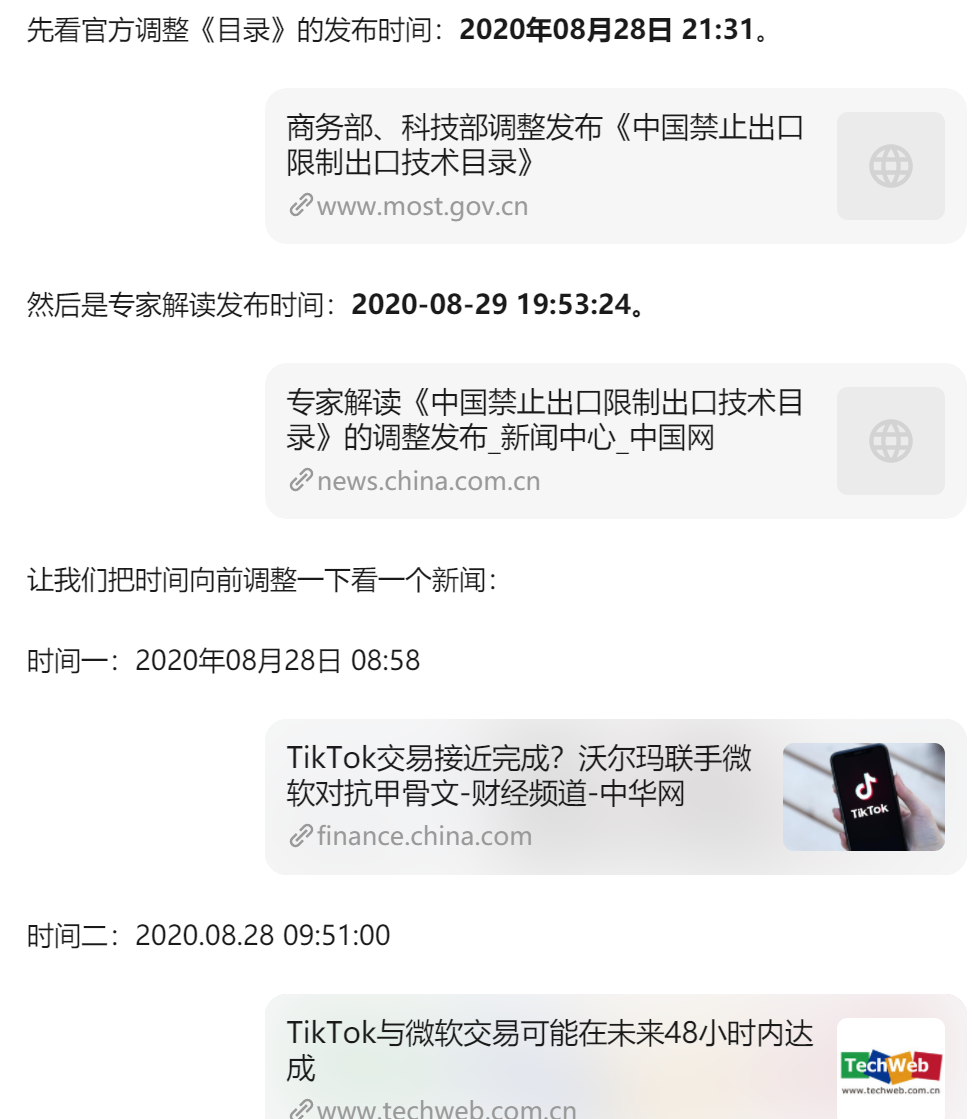 先看官方调整《目录》的发布时间：2020年08月28日 21:31。
商务部、科技部调整发布《中国禁止出口
限制出口技术目录》
www.most.gov.cn
然后是专家解读发布时间：2020-08-29 19:53:24。
专家解读《中国禁止出口限制出口技术目
录》的调整发布_新闻中心_中国网
news.china.com.cn
让我们把时间向前调整一下看一个新闻：
时间一：2020年08月28日 08:58
TikTok交易接近完成？沃尔玛联手微
软对抗甲骨文-财经频道-中华网
finance.china.com
TikTok
时间二：2020.08.28 09:51:00
TikTok与微软交易可能在未来48小时内达
成
TechWeb
www.techweb.com.cn
www.techweb.com.cn